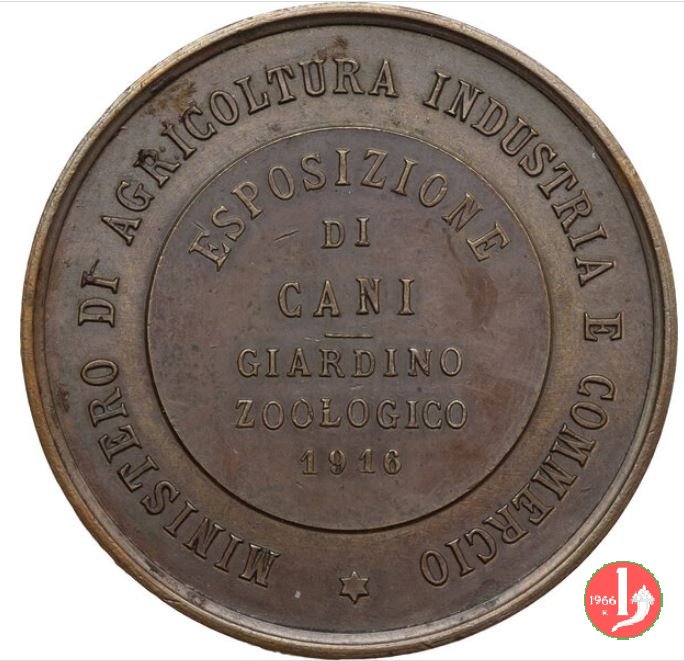 MINISTERO DI AGRICOLTURA INDUSTRIA E COMMERCIO
ESPOSIZIONE
DI
CANI
GIARDINO
ZOOLOGICO
1916
1966
R